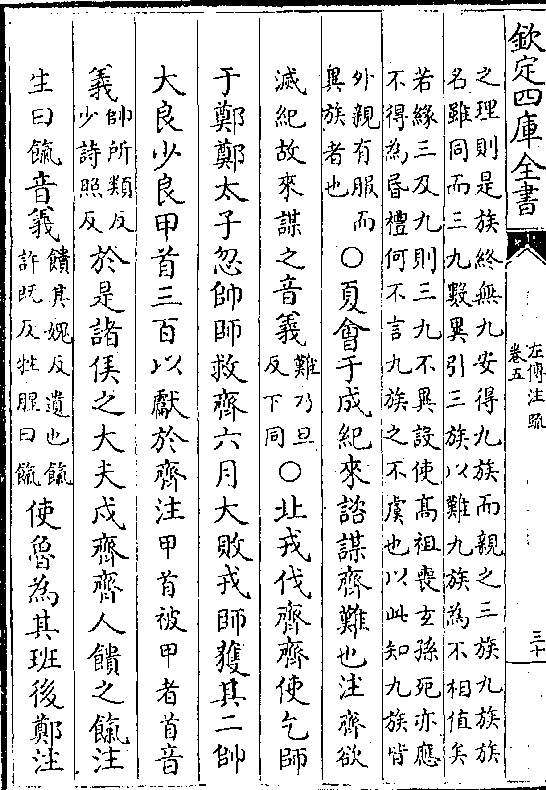 欽定四庫全書
左傳注疏
卷五
三十
之理則是族終無九安得九族而親之三族九族族
名雖同而三九數異引三族以難九族為不相值矣
若緣三及九則三九不異設使髙祖喪𤣥孫死亦應
不得為昏禮何不言九族之不虞也以此知九族皆
外親有服而
異族者也
○夏㑹于成紀來諮謀齊難也注齊欲
滅紀故來謀之音義
難乃旦
反下同
○北戎伐齊齊使乞師
于鄭鄭太子忽帥師救齊六月大敗戎師獲其二帥
大良少良甲首三百以獻於齊注甲首被甲者首音
義
帥所類反
少詩照反
於是諸侯之大夫戍齊齊人饋之餼注
生曰餼音義
饋其媿反遺也餼
許既反牲腥曰餼
使魯為其班後鄭注